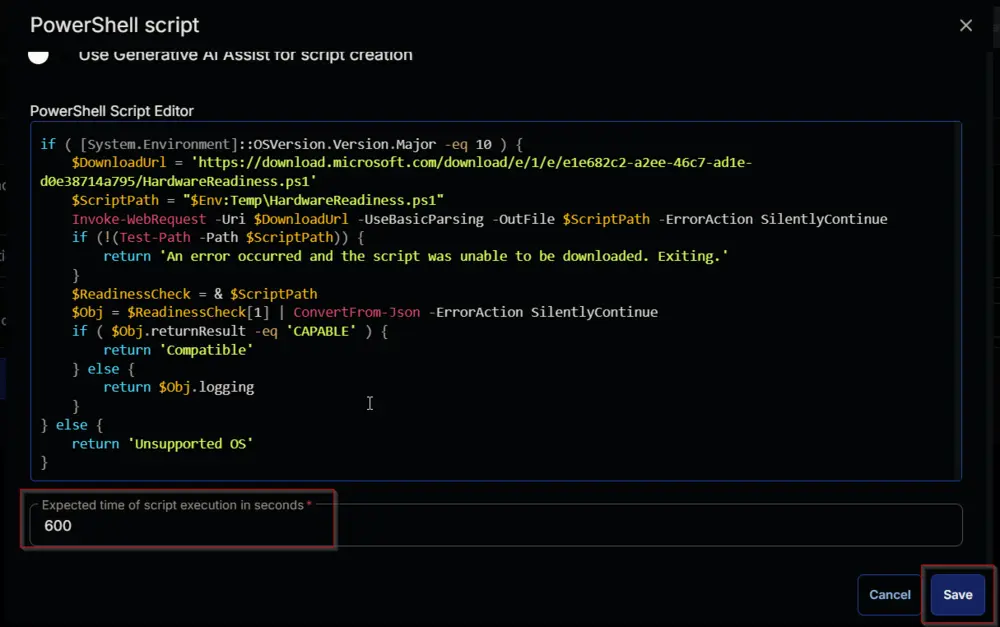 PowerShell script
Use Generative AI Assist for script creation
PowerShell Script Editor
if ( [System.Environment]::OSVersion.Version.Major -eq 10 ) {
    $DownloadUrl = 'https://download.microsoft.com/download/e/1/e/e1e682c2-a2ee-46c7-ad1e-
d0e38714a795/HardwareReadiness.ps1'
    $ScriptPath = "$Env:Temp\HardwareReadiness.ps1"
    Invoke-WebRequest -Uri $DownloadUrl -UseBasicParsing -OutFile $ScriptPath -ErrorAction SilentlyContinue
    if (!(Test-Path -Path $ScriptPath)) {
        return 'An error occurred and the script was unable to be downloaded. Exiting.'
    }
    $ReadinessCheck = & $ScriptPath
    $Obj = $ReadinessCheck[1] | ConvertFrom-Json -ErrorAction SilentlyContinue
    if ( $Obj.returnResult -eq 'CAPABLE' ) {
        return 'Compatible'
    } else {
        return $Obj.logging
    }
} else {
    return 'Unsupported OS'
}
Expected time of script execution in seconds *
600
Cancel
Save